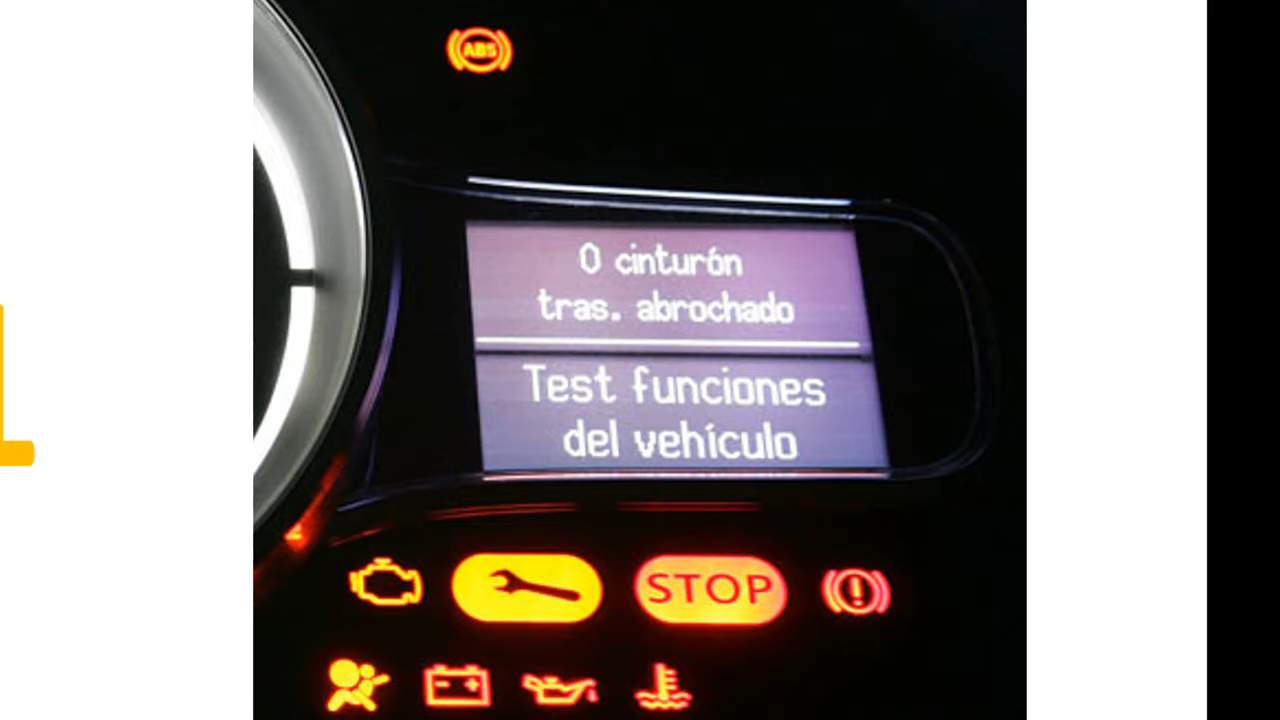 ABS
0 cinturón
tras. abrochado
Test funciones
del vehículo
STOP